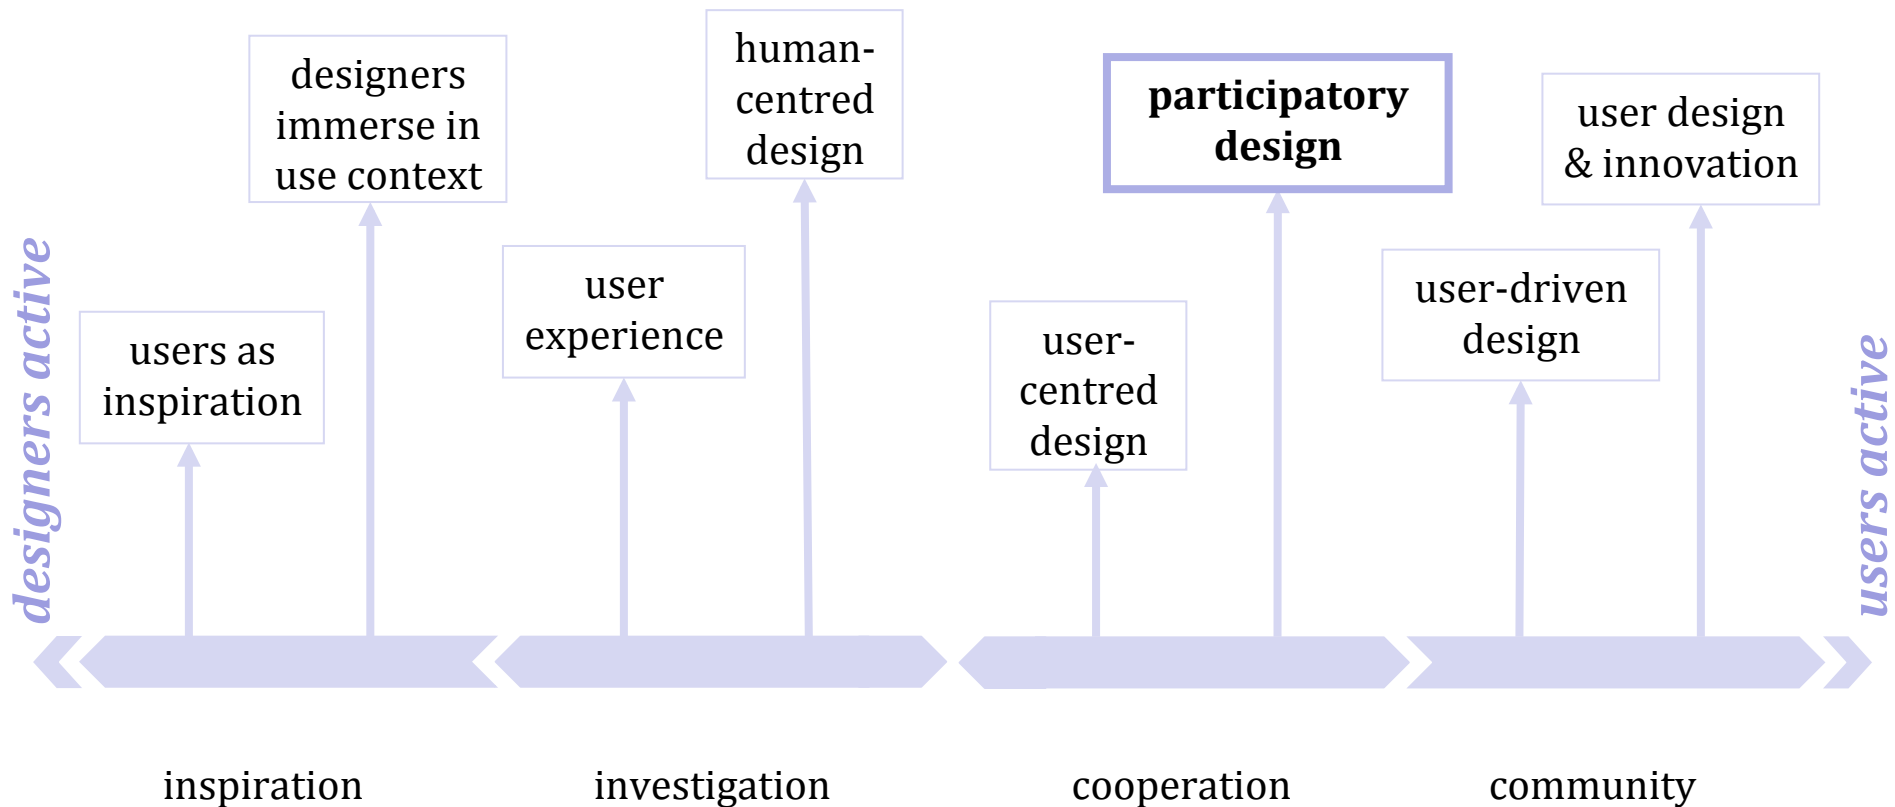 designers active
users as
inspiration
designers
immerse in
use context
user
experience
human-
centred
design
user-
centred
design
participatory
design
user-driven
design
user design
& innovation
users active
inspiration
investigation
cooperation
community